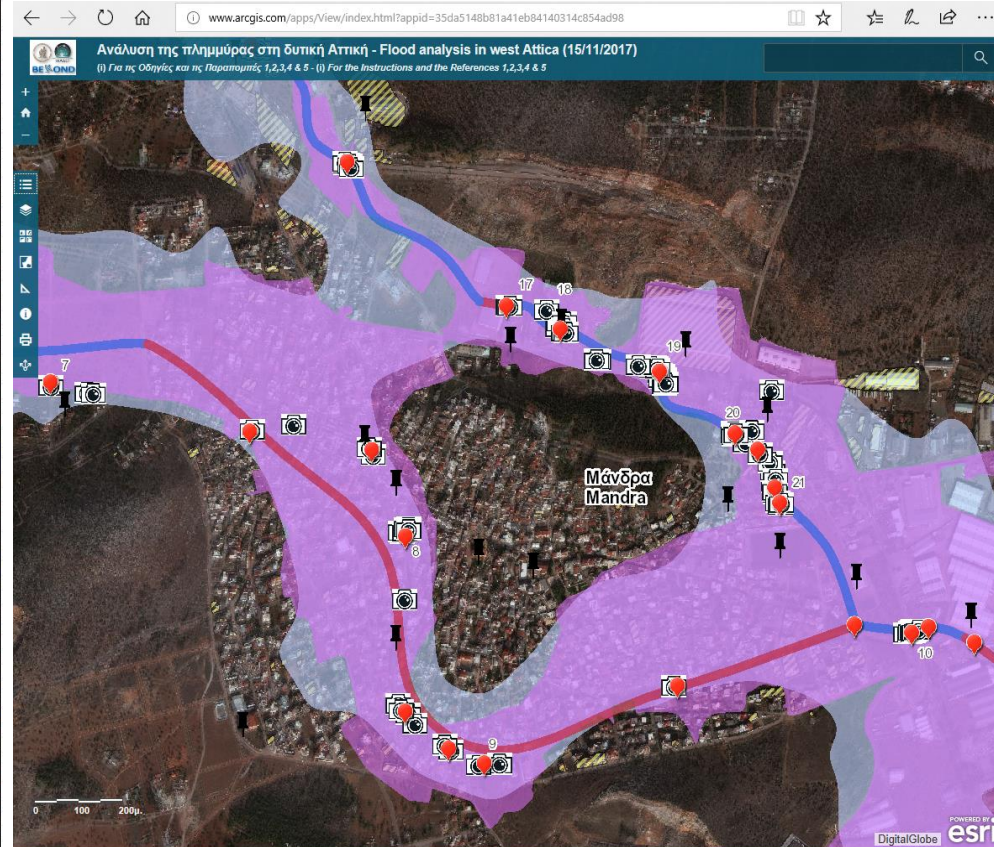 www.arcgis.com/apps/View/index.html?appid=35da5148b81a41eb84140314c854ad98
Ανάλυση της πλημμύρας στη δυτική Αττική - Flood analysis in west Attica (15/11/2017)
(i) Για τις Οδηγίες και τις Παραπομπές 1,2,3,4 & 5 - (i) For the Instructions and the References 1,2,3,4 & 5
BEYOND
17
18
19
7
20
21
Μάνδρα
Mandra
8
10
9
0 100 200μ.
POWERED BY
esri
DigitalGlobe